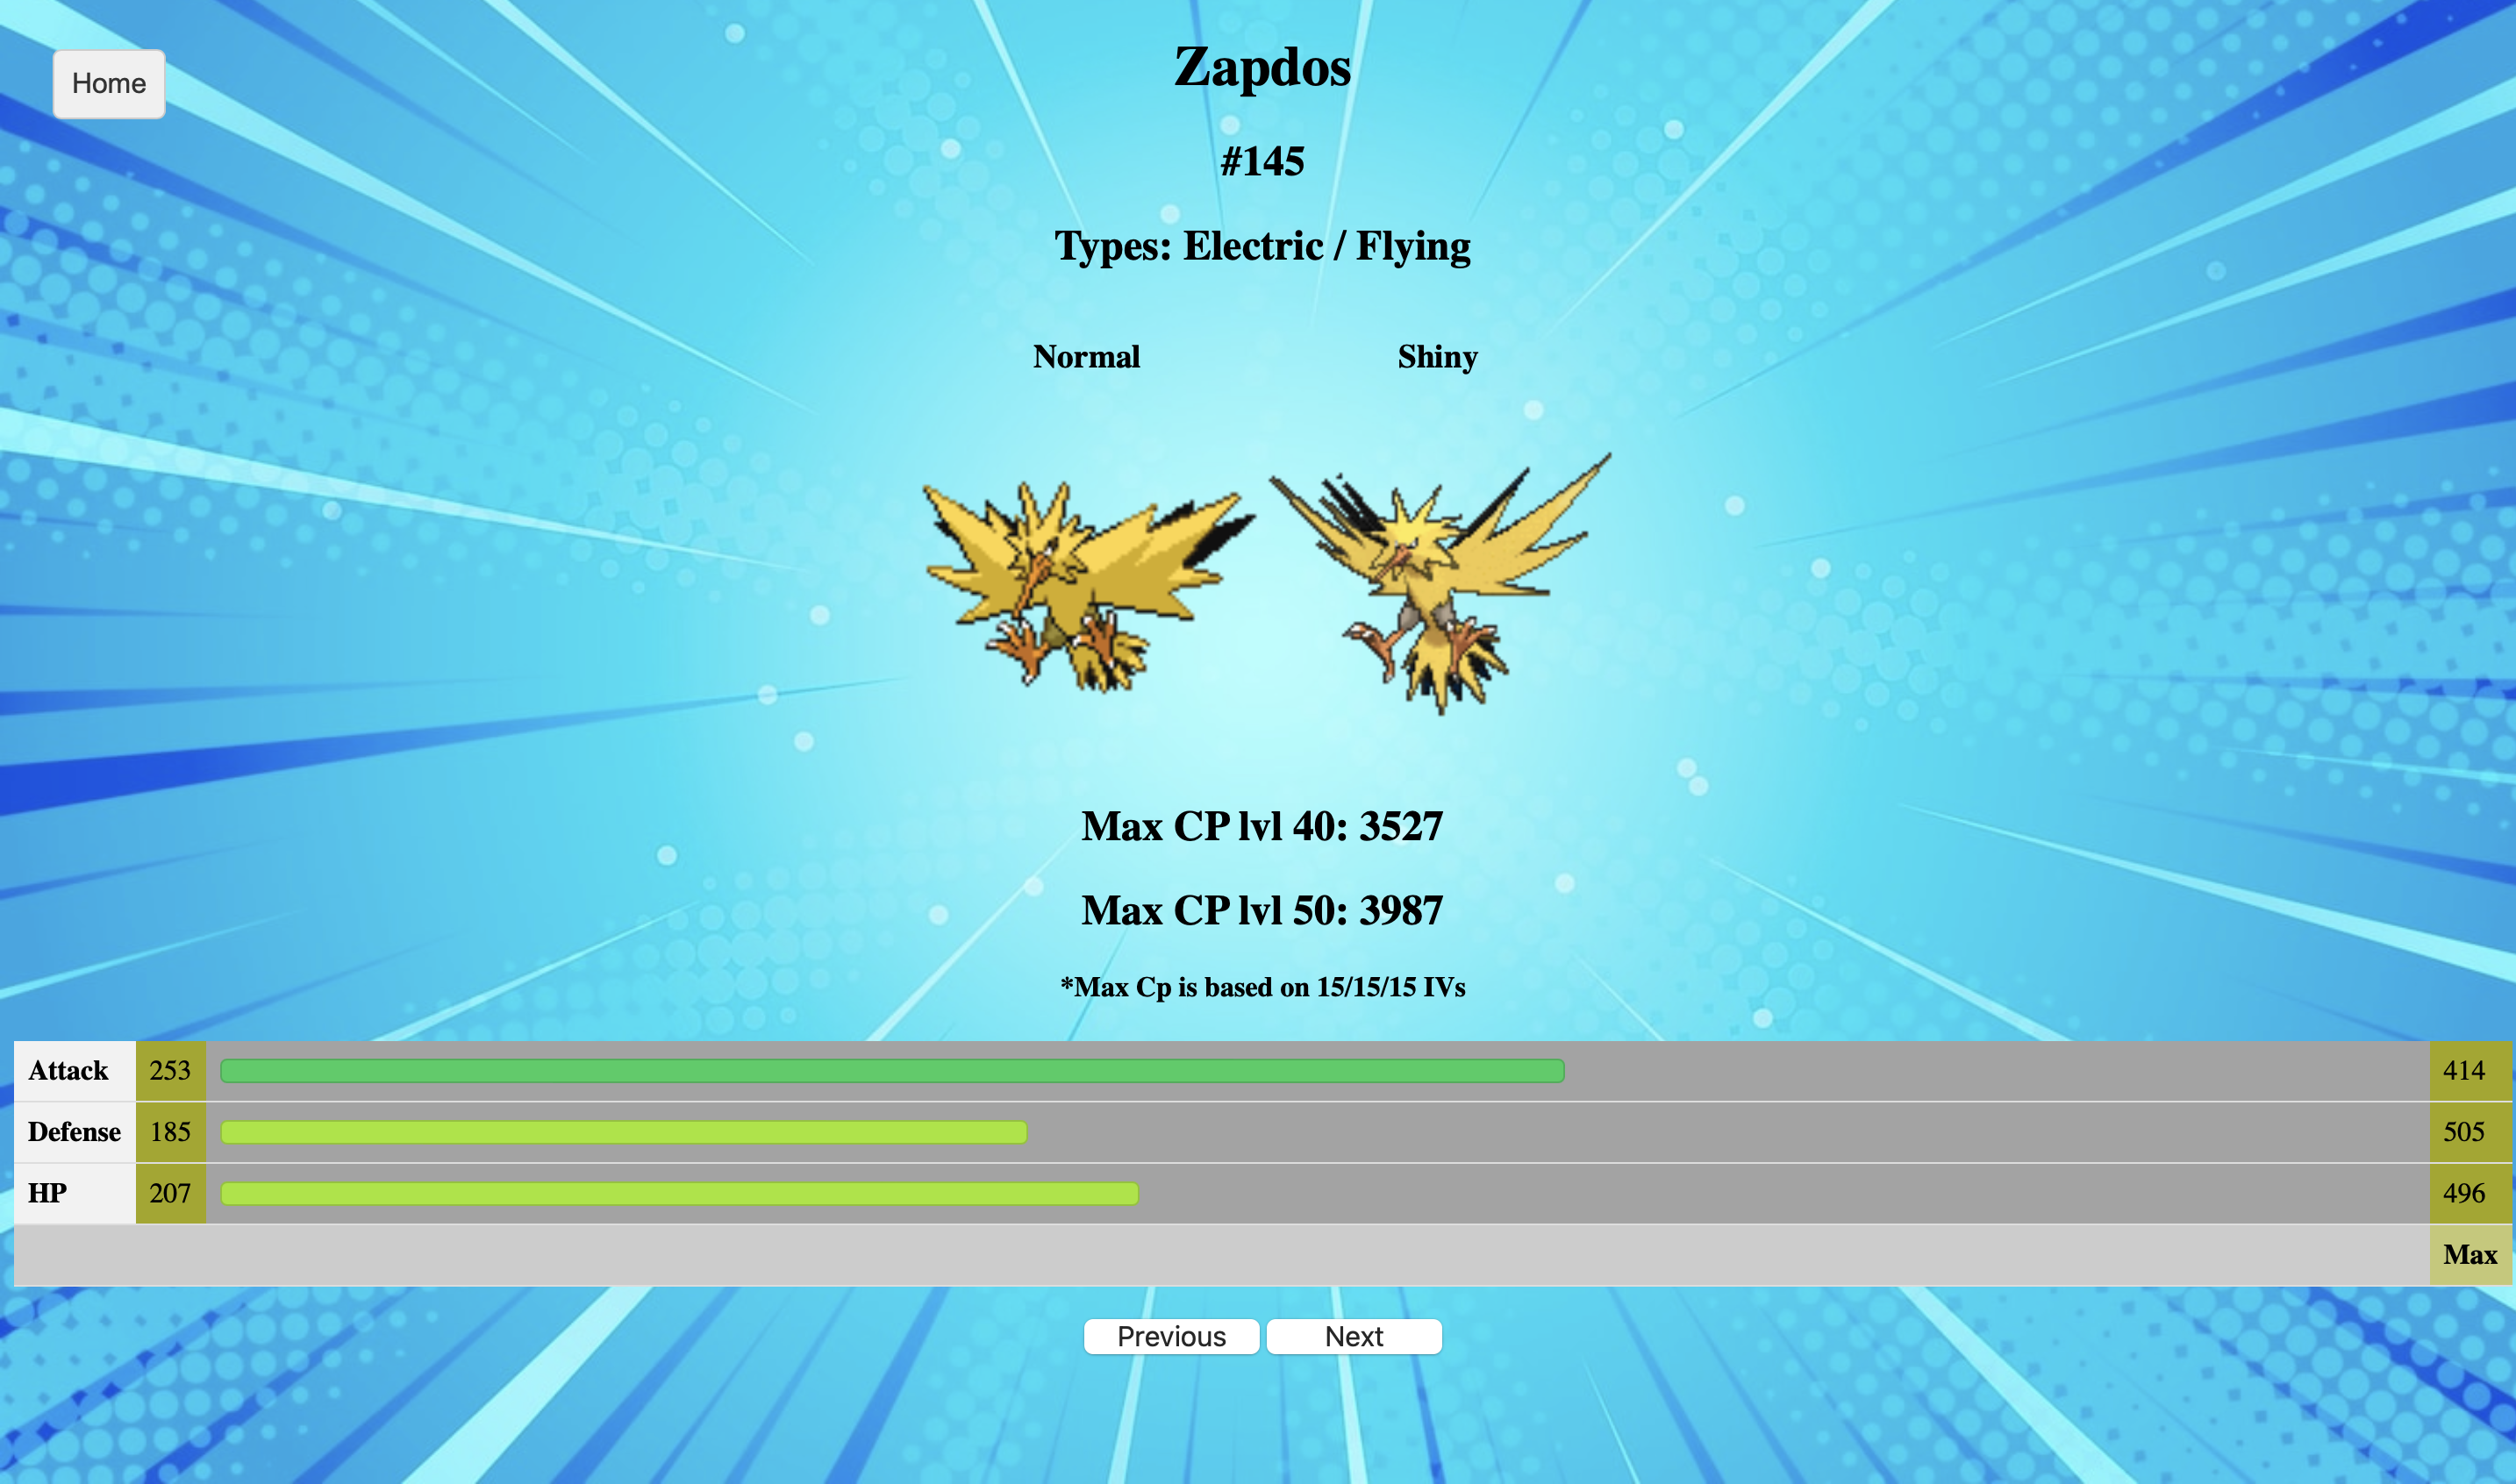 Home
Zapdos
#145
Types: Electric / Flying
Normal Shiny
Max CP lvl 40: 3527
Max CP lvl 50: 3987
*Max Cp is based on 15/15/15 IVs
Attack 253 414
Defense 185 505
HP 207 496
Max
Previous Next